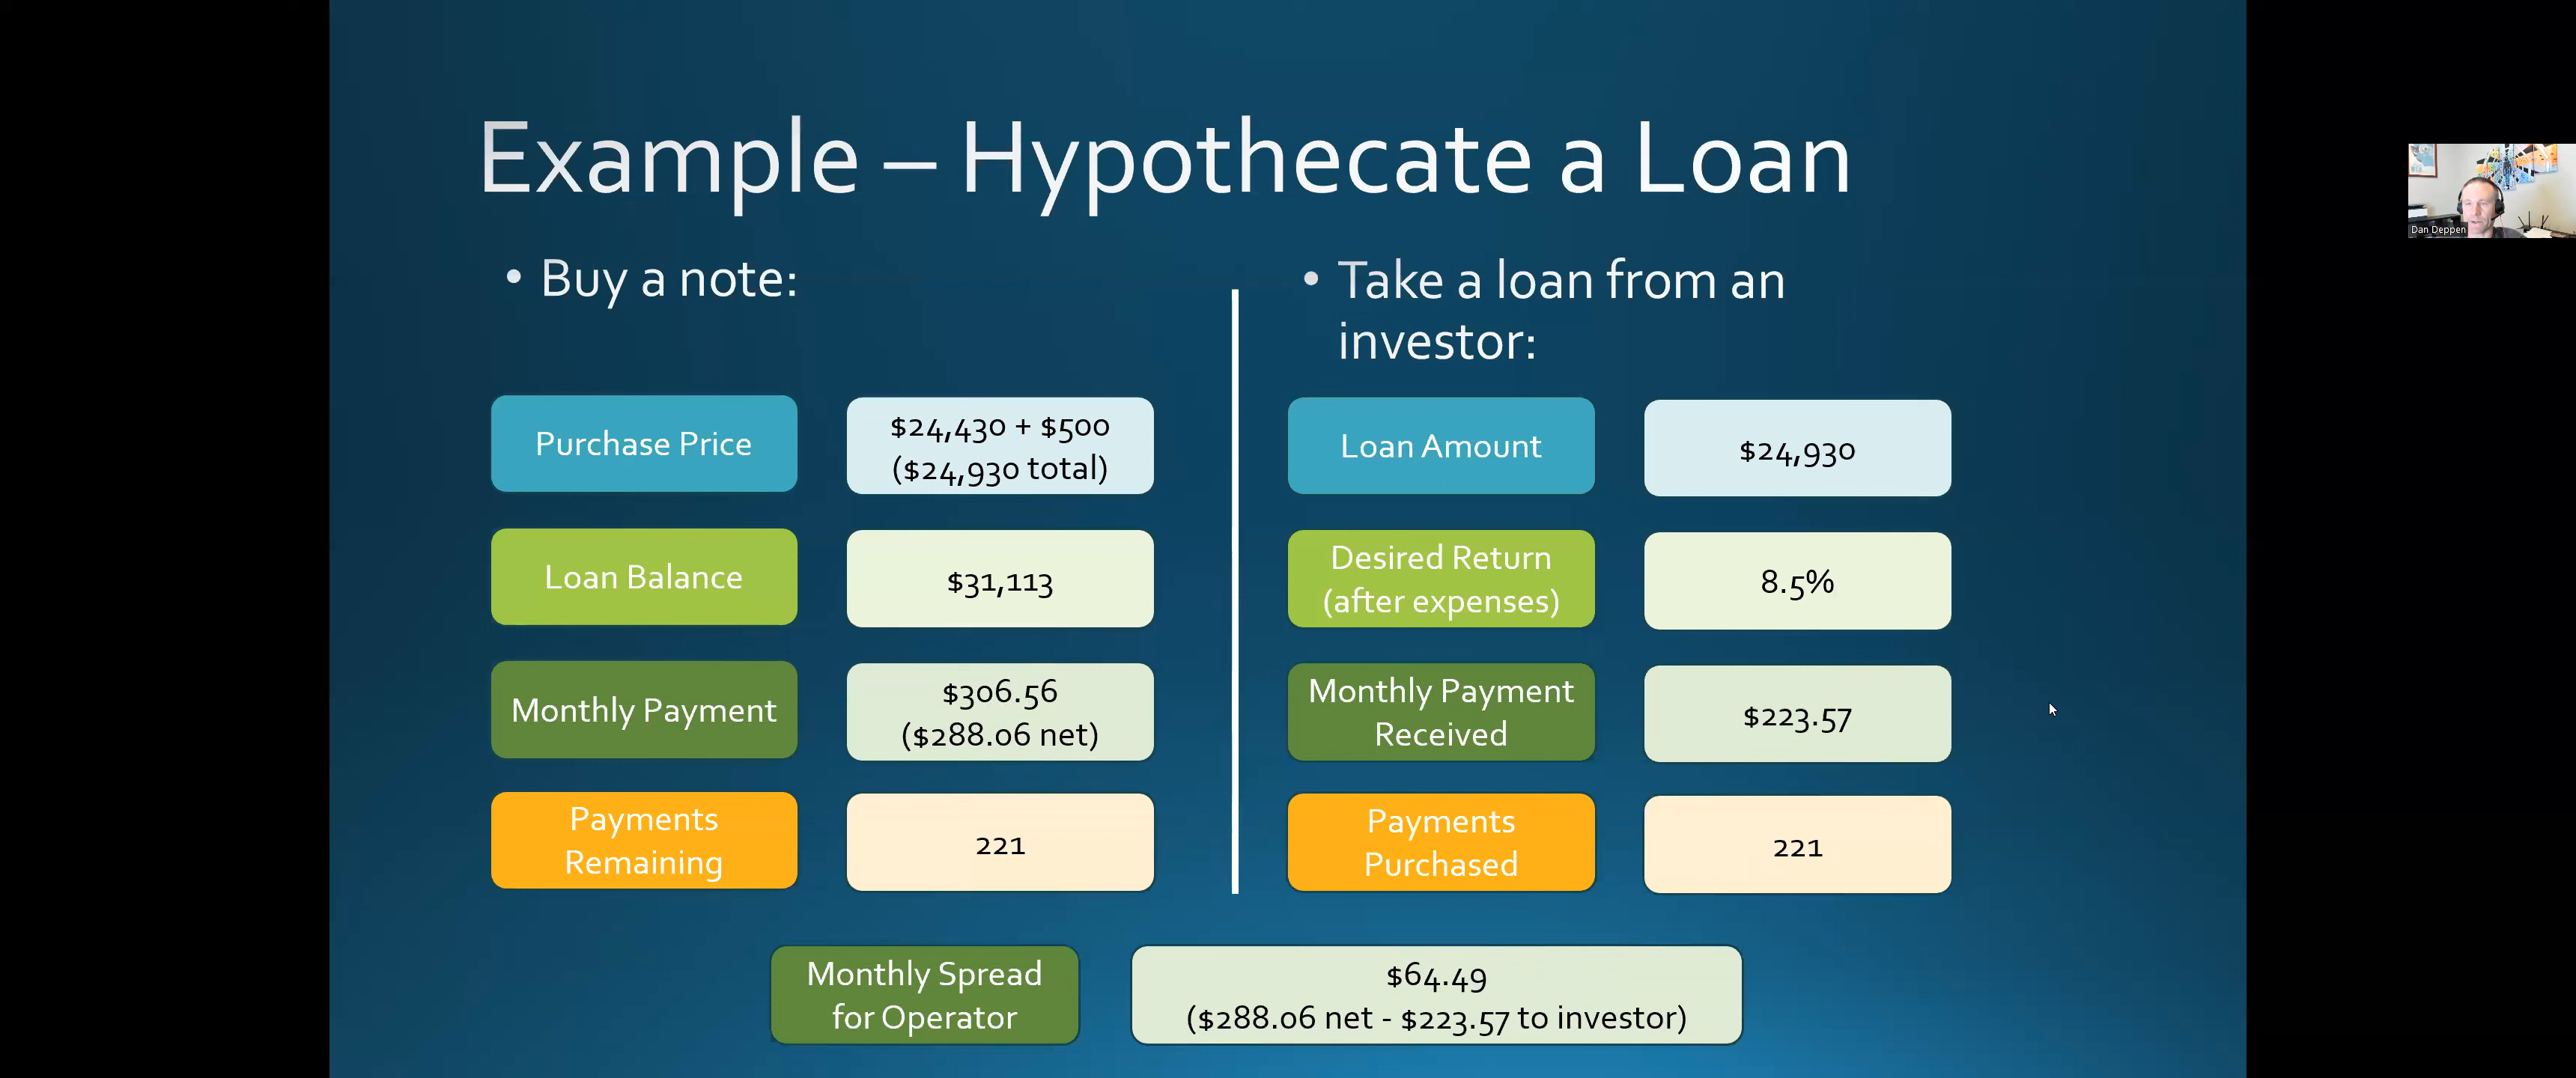 Example – Hypothecate a Loan
• Buy a note:
Purchase Price
$24,430 + $500
($24,930 total)
Loan Balance
$31,113
Monthly Payment
$306.56
($288.06 net)
Payments
Remaining
221
• Take a loan from an
investor:
Loan Amount
$24,930
Desired Return
(after expenses)
8.5%
Monthly Payment
Received
$223.57
Payments
Purchased
221
Monthly Spread
for Operator
$64.49
($288.06 net - $223.57 to investor)
Dan Deppen